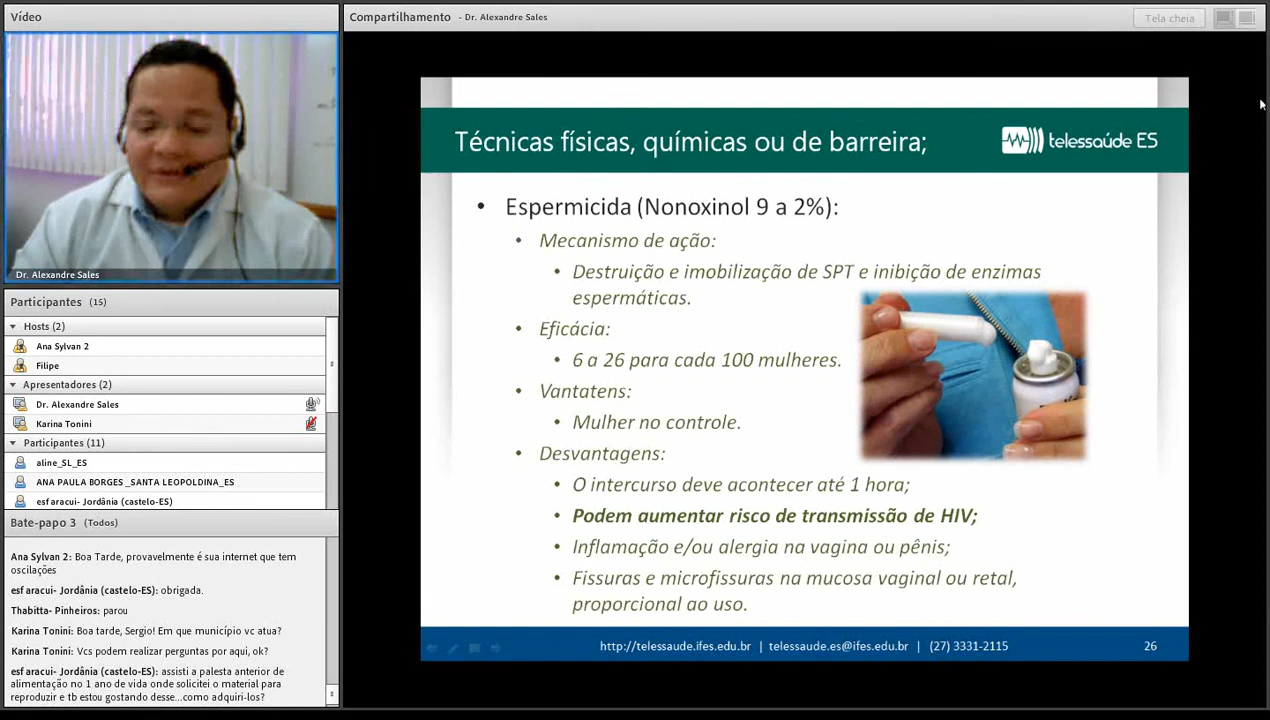 Vídeo
Dr. Alexandre Sales
Participantes (15)
Hosts (2)
Ana Sylvan 2
Filipe
Apresentadores (2)
Dr. Alexandre Sales
Karina Tonini
Participantes (11)
aline_SL_ES
ANA PAULA BORGES _SANTA LEOPOLDINA_ES
esf aracui- Jordânia (castelo-ES)
Bate-papo 3 (Todos)
Ana Sylvan 2: Boa Tarde, provavelmente é sua internet que tem
oscilações
esf aracui- Jordânia (castelo-ES): obrigada.
Thabitta- Pinheiros: parou
Karina Tonini: Boa tarde, Sergio! Em que município vc atua?
Karina Tonini: Vcs podem realizar perguntas por aqui, ok?
esf aracui- Jordânia (castelo-ES): assisti a palesta anterior de
alimentação no 1 ano de vida onde solicitei o material para
reproduzir e tb estou gostando desse...como adquiri-los?
Compartilhamento - Dr. Alexandre Sales
Tela cheia
Técnicas físicas, químicas ou de barreira;
telessaúde ES
• Espermicida (Nonoxinol 9 a 2%):
• Mecanismo de ação:
• Destruição e imobilização de SPT e inibição de enzimas
espermáticas.
• Eficácia:
• 6 a 26 para cada 100 mulheres.
• Vantatens:
• Mulher no controle.
• Desvantagens:
• O intercurso deve acontecer até 1 hora;
• Podem aumentar risco de transmissão de HIV;
• Inflamação e/ou alergia na vagina ou pênis;
• Fissuras e microfissuras na mucosa vaginal ou retal,
proporcional ao uso.
http://telessaude.ifes.edu.br | telessaude.es@ifes.edu.br | (27) 3331-2115
26